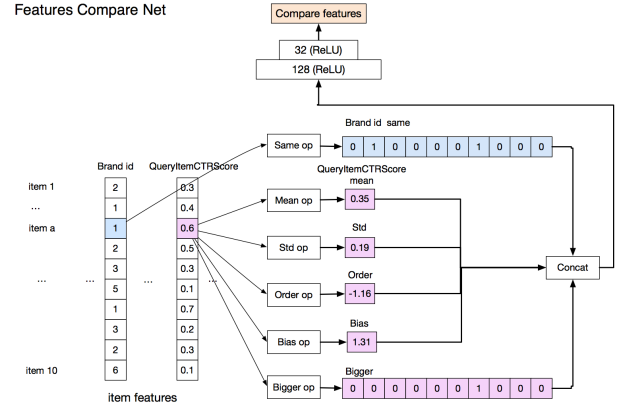 Features Compare Net
Compare features
32 (ReLU)
128 (ReLU)
Brand id same
Same op
0 1 0 0 0 0 1 0 0 0
Brand id QueryItemCTRScore
QueryItemCTRScore
mean
item 1 2 0.3
Mean op 0.35
... 1 0.4
item a 1 0.6
Std
2 0.5
Std op 0.19
3 0.3
Concat
... ... 5 ... 0.1 ...
Order
Order op -1.16
1 0.7
3 0.2
Bias
2 0.3
Bias op 1.31
item 10 6 0.1
Bigger
Bigger op 0 0 0 0 0 0 1 0 0 0
item features